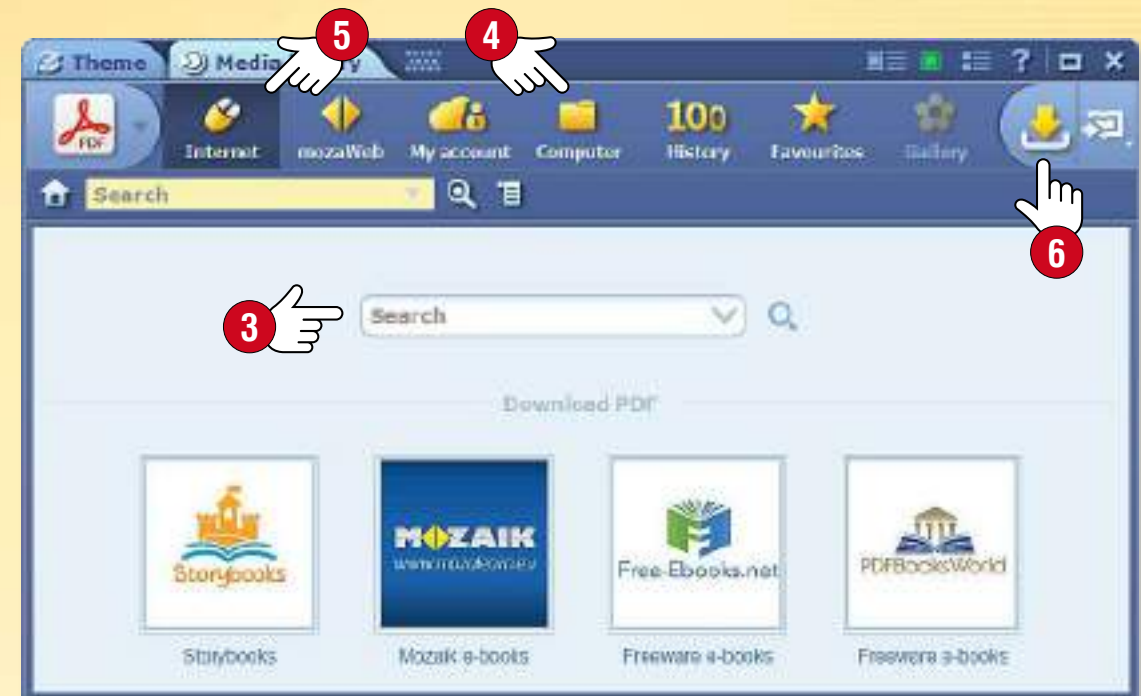 5
4
Theme
Media
?
PDF
Internet
mozaWeb
My account
Computer
100
History
Favourites
Gallery
Search
6
3
Search
Download PDF
Storybooks
MOZAIK
Free-Ebooks.net
PDFBooksWorld
Storybooks
Mozaik e-books
Freeware e-books
Freeware e-books